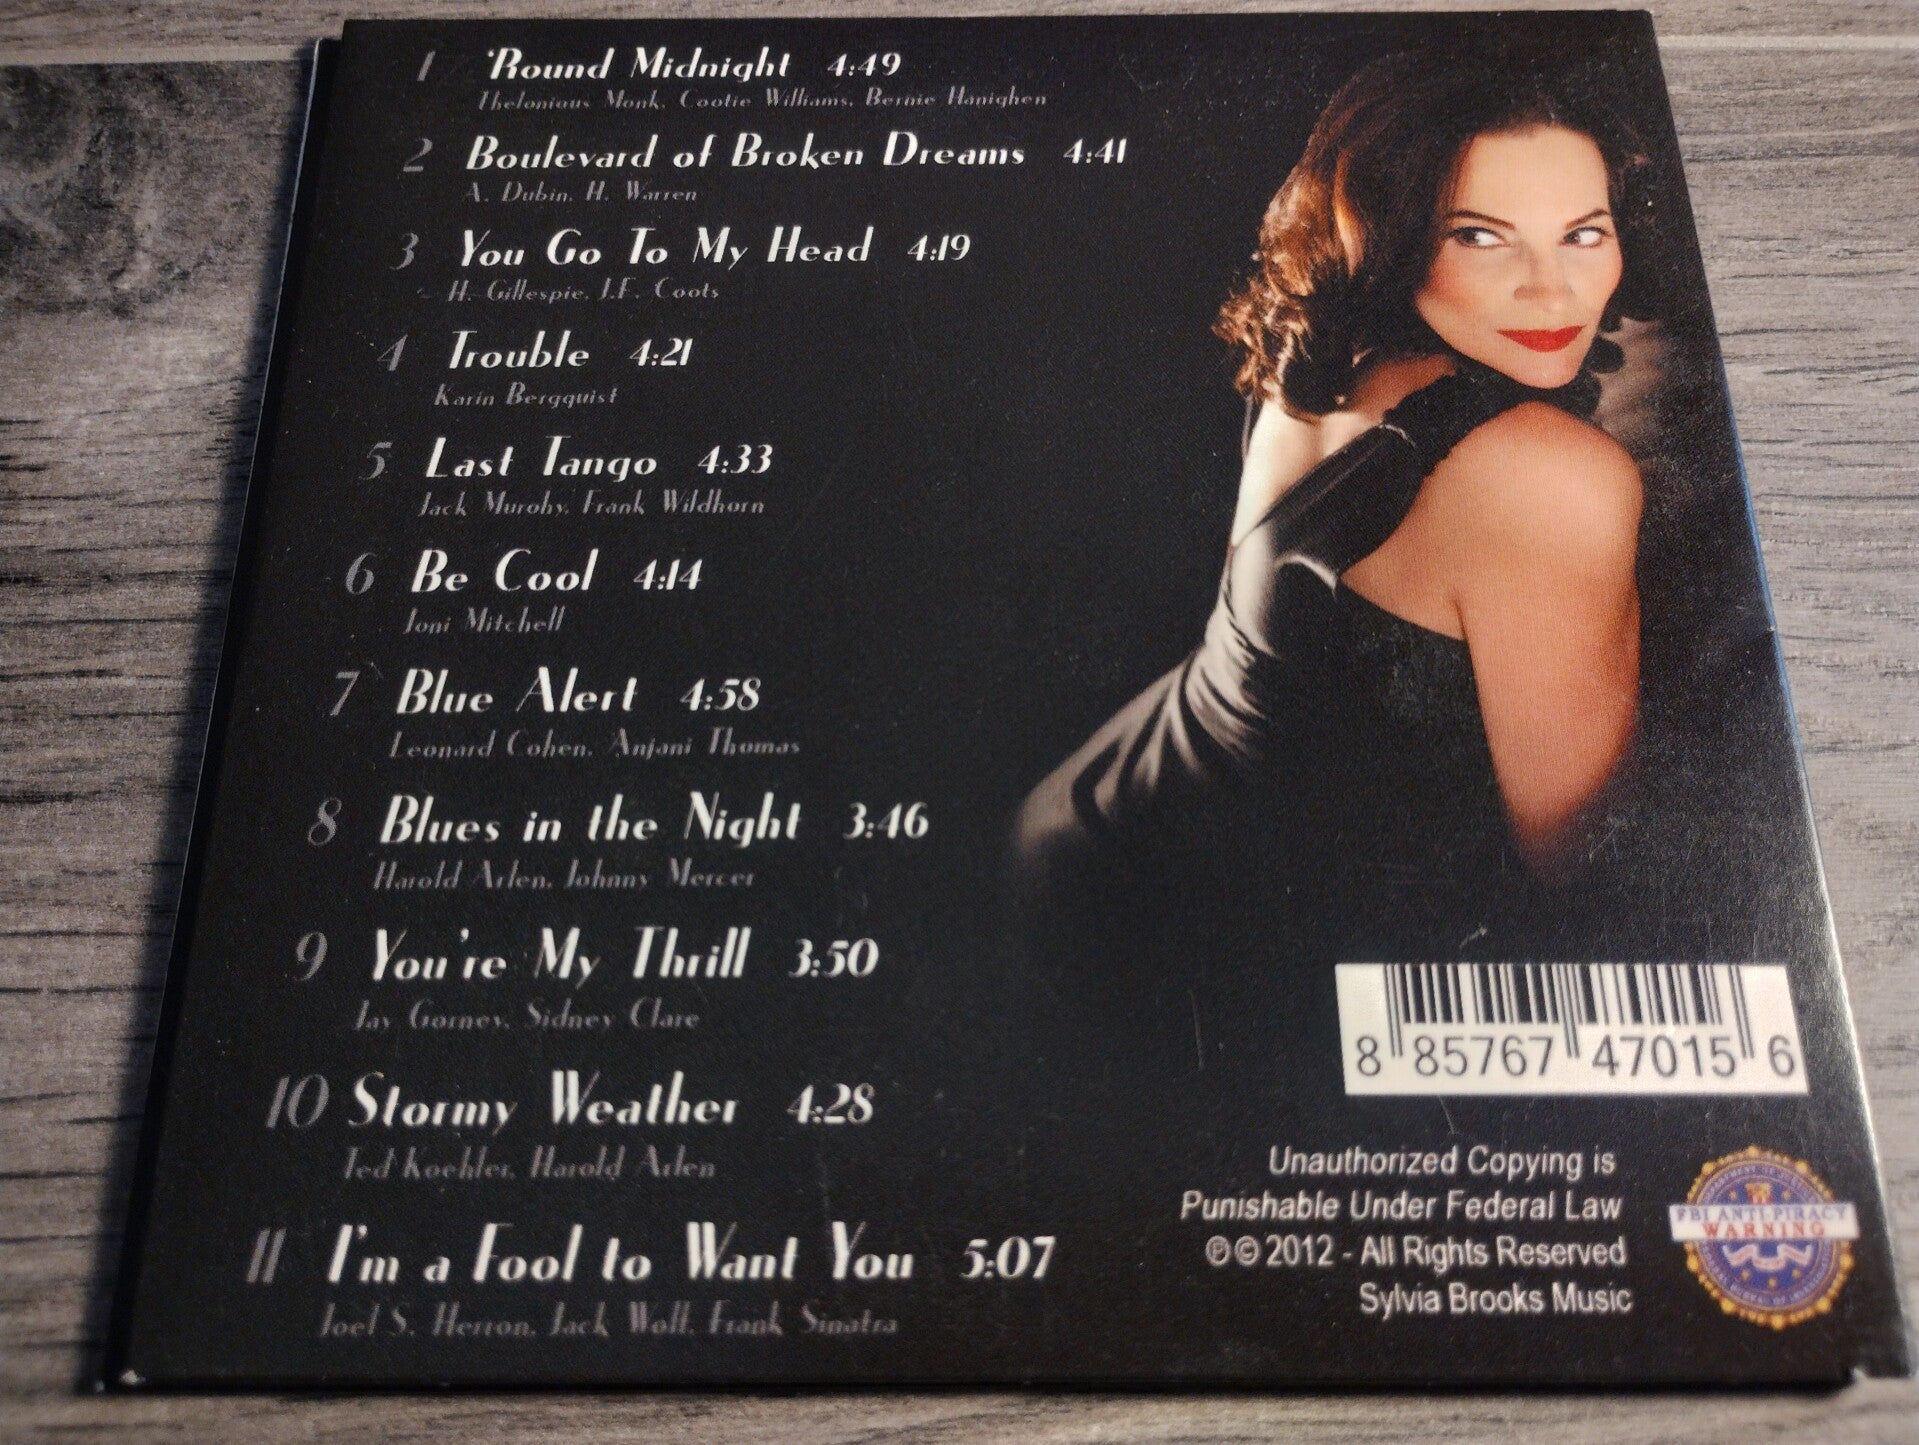 1 'Round Midnight 4:49
Thelonious Monk, Cootie Williams, Bernie Hanighen
2 Boulevard of Broken Dreams 4:41
A. Dubin, H. Warren
3 You Go To My Head 4:19
H. Gillespie, J.F. Coots
4 Trouble 4:21
Karin Bergquist
5 Last Tango 4:33
Jack Murphy, Frank Wildhorn
6 Be Cool 4:14
Joni Mitchell
7 Blue Alert 4:58
Leonard Cohen, Anjani Thomas
8 Blues in the Night 3:46
Harold Arlen, Johnny Mercer
9 You're My Thrill 3:50
Jay Gorney, Sidney Clare
10 Stormy Weather 4:28
Ted Koehler, Harold Arlen
11 I'm a Fool to Want You 5:07
Joel S. Herron, Jack Wolf, Frank Sinatra
8 85767 47015 6
Unauthorized Copying is
Punishable Under Federal Law
℗© 2012 - All Rights Reserved
Sylvia Brooks Music
FBI ANTI-PIRACY
WARNING